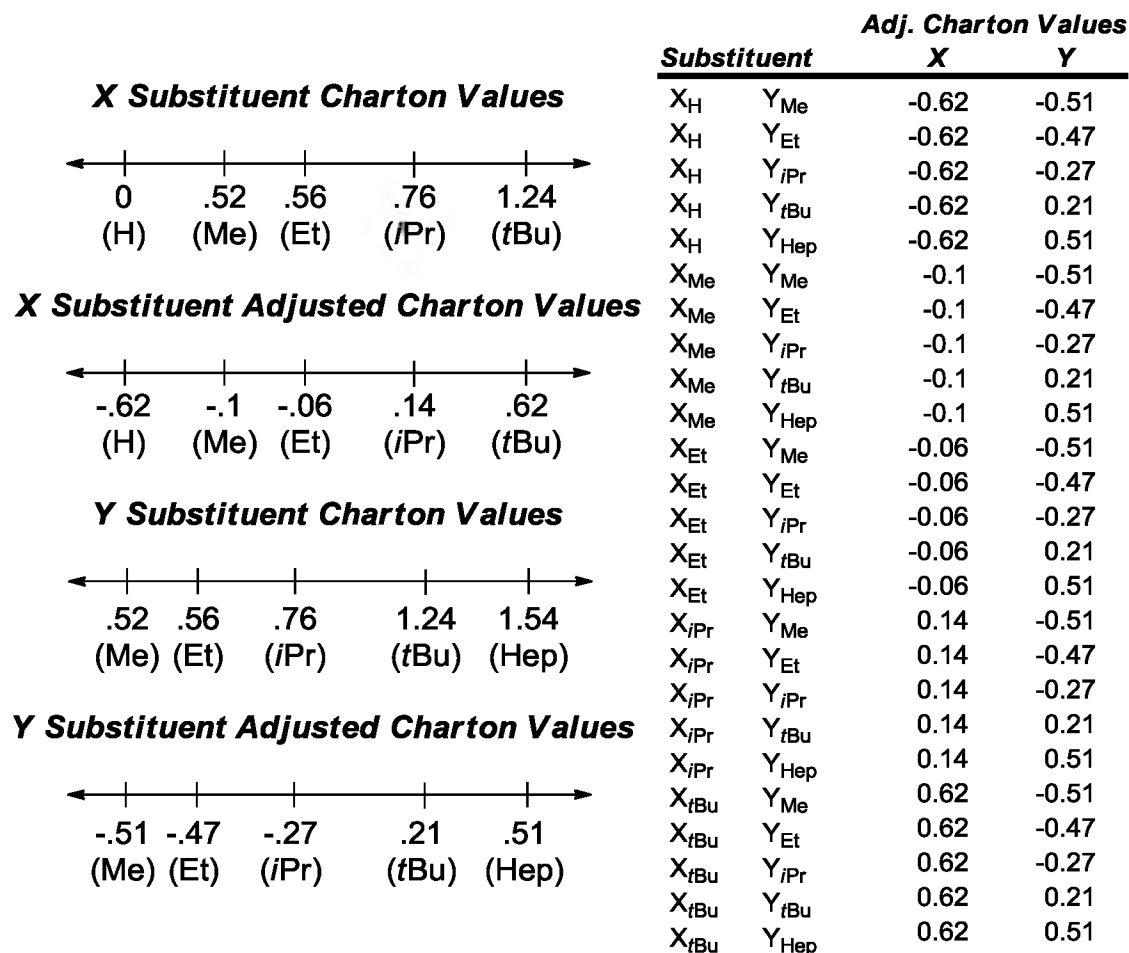 X Substituent Charton Values
0 .52 .56 .76 1.24
(H) (Me) (Et) (iPr) (tBu)
X Substituent Adjusted Charton Values
-.62 -.1 -.06 .14 .62
(H) (Me) (Et) (iPr) (tBu)
Y Substituent Charton Values
.52 .56 .76 1.24 1.54
(Me) (Et) (iPr) (tBu) (Hep)
Y Substituent Adjusted Charton Values
-.51 -.47 -.27 .21 .51
(Me) (Et) (iPr) (tBu) (Hep)
Adj. Charton Values
Substituent X Y
XH YMe -0.62 -0.51
XH YEt -0.62 -0.47
XH YiPr -0.62 -0.27
XH YtBu -0.62 0.21
XH YHep -0.62 0.51
XMe YMe -0.1 -0.51
XMe YEt -0.1 -0.47
XMe YiPr -0.1 -0.27
XMe YtBu -0.1 0.21
XMe YHep -0.1 0.51
XEt YMe -0.06 -0.51
XEt YEt -0.06 -0.47
XEt YiPr -0.06 -0.27
XEt YtBu -0.06 0.21
XEt YHep -0.06 0.51
XiPr YMe 0.14 -0.51
XiPr YEt 0.14 -0.47
XiPr YiPr 0.14 -0.27
XiPr YtBu 0.14 0.21
XiPr YHep 0.14 0.51
XtBu YMe 0.62 -0.51
XtBu YEt 0.62 -0.47
XtBu YiPr 0.62 -0.27
XtBu YtBu 0.62 0.21
XtBu YHep 0.62 0.51